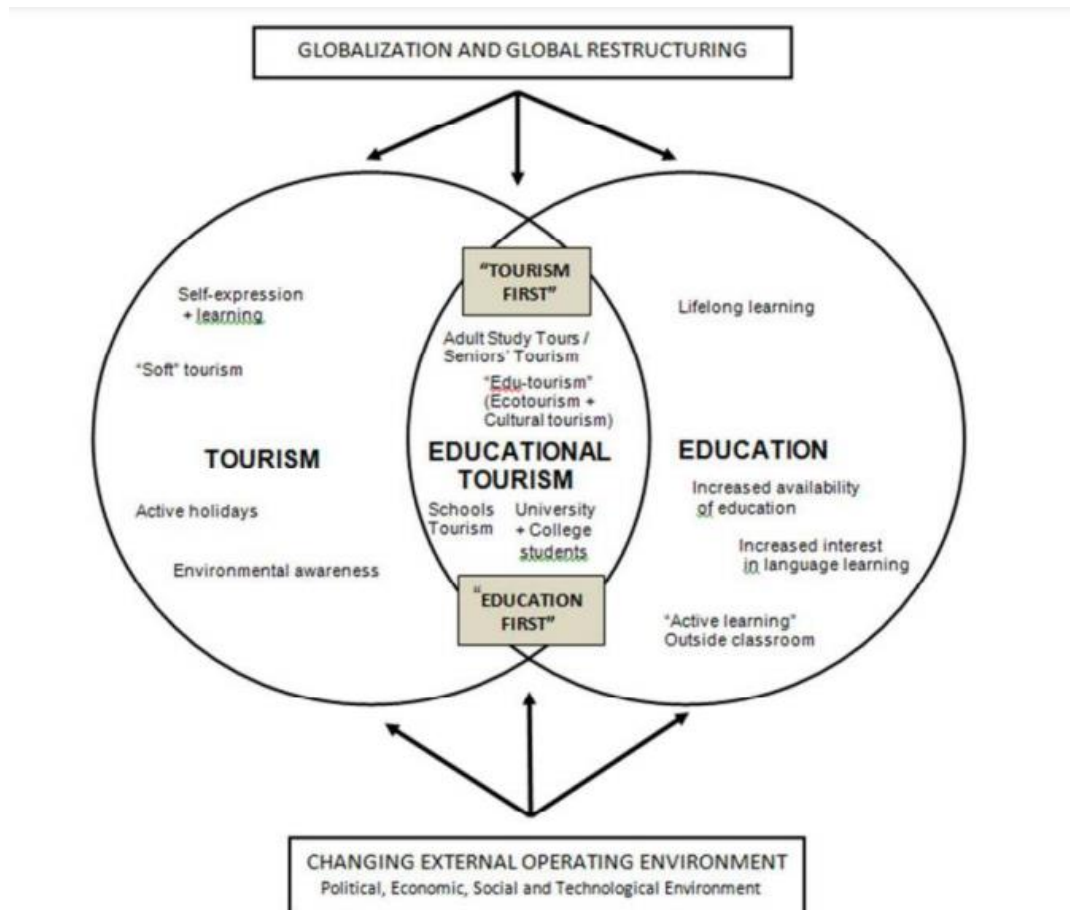 GLOBALIZATION AND GLOBAL RESTRUCTURING
"TOURISM
FIRST"
Self-expression
+ learning
"Soft" tourism
TOURISM
Active holidays
Environmental awareness
Adult Study Tours /
Seniors' Tourism
"Edu-tourism"
(Ecotourism +
Cultural tourism)
EDUCATIONAL
TOURISM
Schools
Tourism
University
+ College
students
"EDUCATION
FIRST"
Lifelong learning
EDUCATION
Increased availability
of education
Increased interest
in language learning
"Active learning"
Outside classroom
CHANGING EXTERNAL OPERATING ENVIRONMENT
Political, Economic, Social and Technological Environment